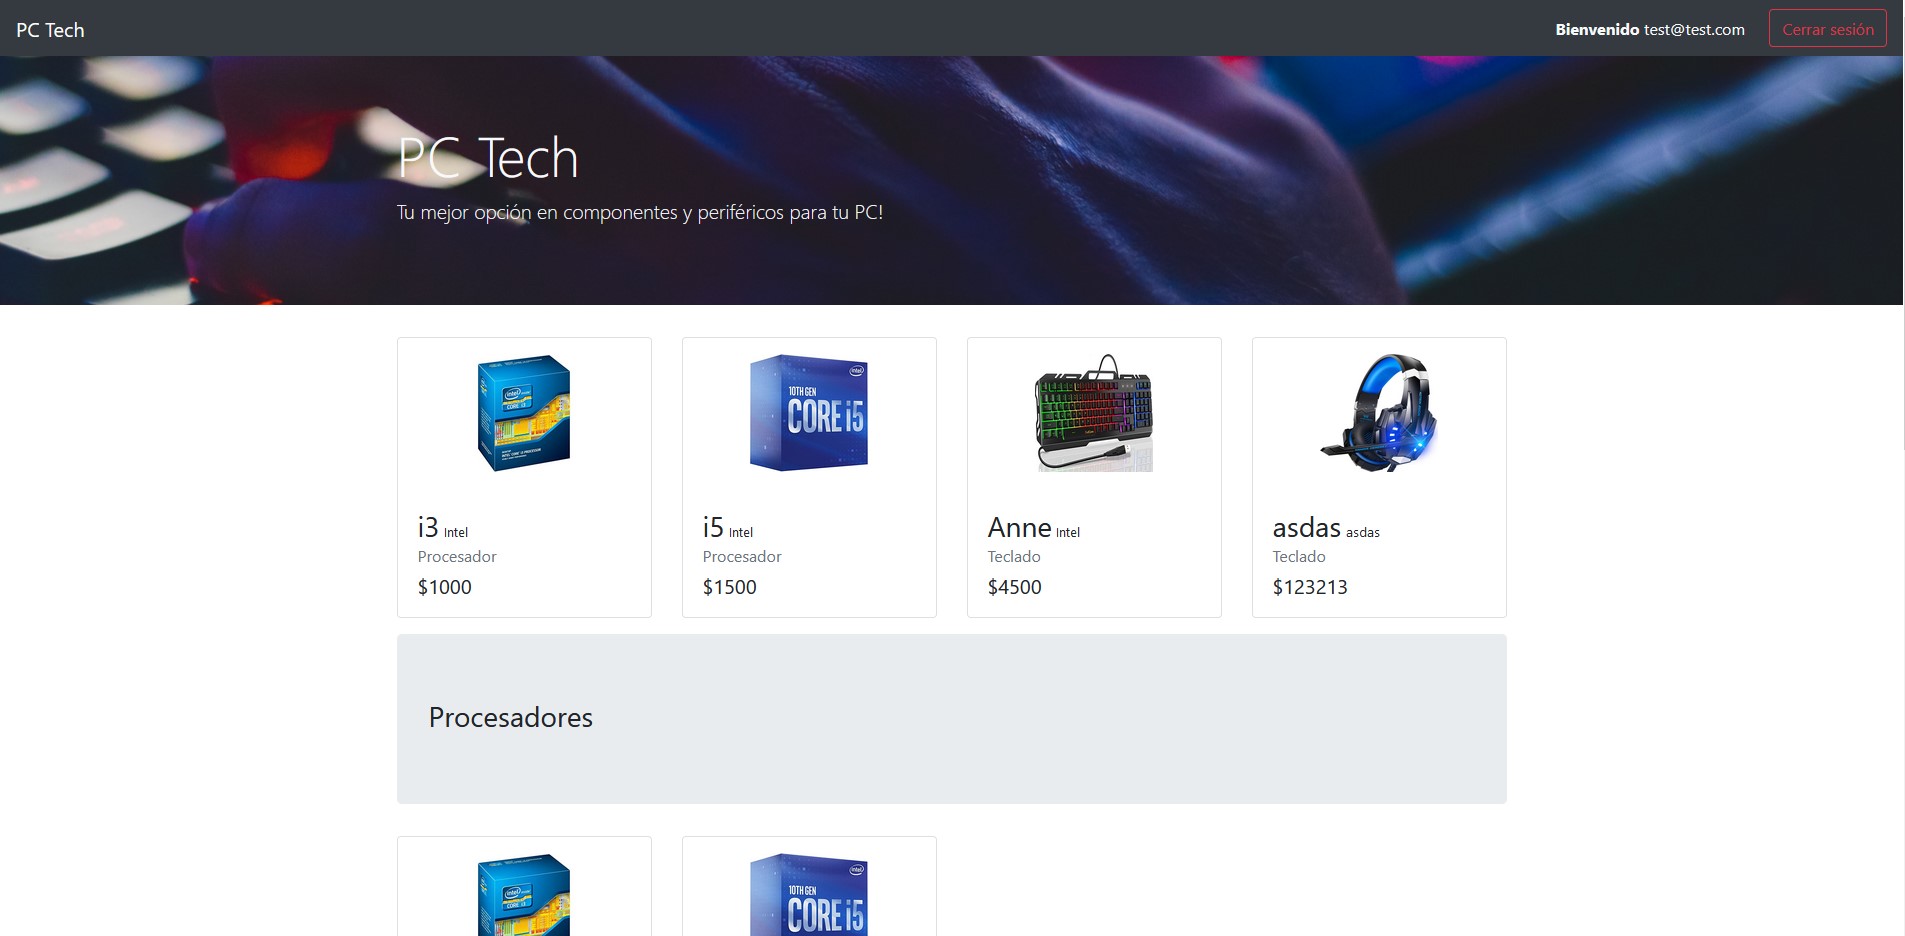 PC Tech
Bienvenido test@test.com
Cerrar sesión
PC Tech
Tu mejor opción en componentes y periféricos para tu PC!
intel
CORE i3
intel
10TH GEN
CORE i5
i3 Intel
Procesador
$1000
i5 Intel
Procesador
$1500
Anne Intel
Teclado
$4500
asdas asdas
Teclado
$123213
Procesadores
intel
CORE i3
intel
10TH GEN
CORE i5